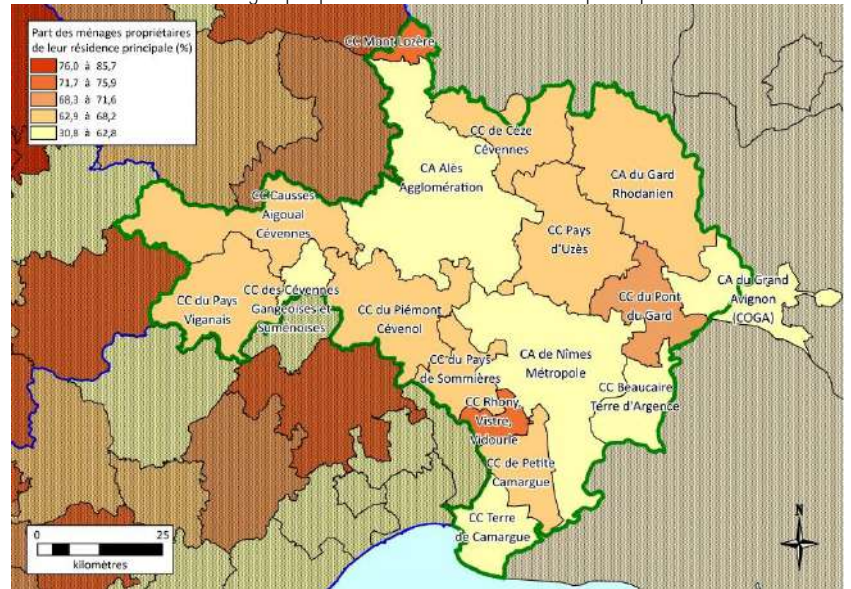 Part des ménages propriétaires
de leur résidence principale (%)
76,0 à 85,7
71,7 à 75,9
68,3 à 71,6
62,9 à 68,2
30,8 à 62,8
CC Mont Lozère
CC de Cèze
Cévennes
CA Alès
Agglomération
CA du Gard
Rhodanien
CC Causses
Aigoual
Cévennes
CC Pays
d'Uzès
CC du Pays
Viganais
CC des Cévennes
Gangeoises et
Suménoises
CC du Piémont
Cévenol
CC du Pont
du Gard
CA du Grand
Avignon
(COGA)
CC du Pays
de Sommières
CA de Nîmes
Métropole
CC Beaucaire
Terre d'Argence
CC Rhony,
Vistre,
Vidourle
CC de Petite
Camargue
CC Terre
de Camargue
0 25
kilomètres
N